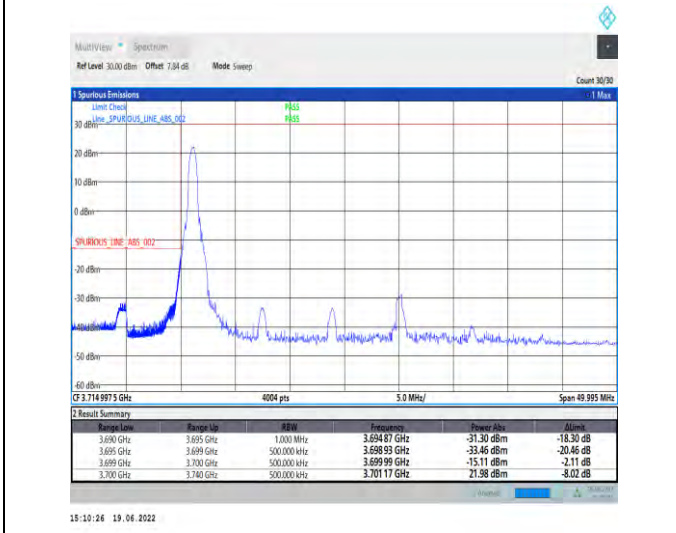 MultiView Spectrum
Ref Level 30.00 dBm Offset 7.84 dB Mode Sweep
Count 30/30
1 Spurious Emissions 1 Max
Limit Check PASS
Line _SPURIOUS_LINE_ABS_002 PASS
30 dBm
20 dBm
10 dBm
0 dBm
_SPURIOUS_LINE_ABS_002
-20 dBm
-30 dBm
-40 dBm
-50 dBm
-60 dBm
CF 3.714 997 5 GHz 4004 pts 5.0 MHz/ Span 49.995 MHz
2 Result Summary
Range Low Range Up RBW Frequency Power Abs ΔLimit
3.690 GHz 3.695 GHz 1.000 MHz 3.694 87 GHz -31.30 dBm -18.30 dB
3.695 GHz 3.699 GHz 500.000 kHz 3.698 93 GHz -33.46 dBm -20.46 dB
3.699 GHz 3.700 GHz 500.000 kHz 3.699 99 GHz -15.11 dBm -2.11 dB
3.700 GHz 3.740 GHz 500.000 kHz 3.701 17 GHz 21.98 dBm -8.02 dB
15:10:26 19.06.2022